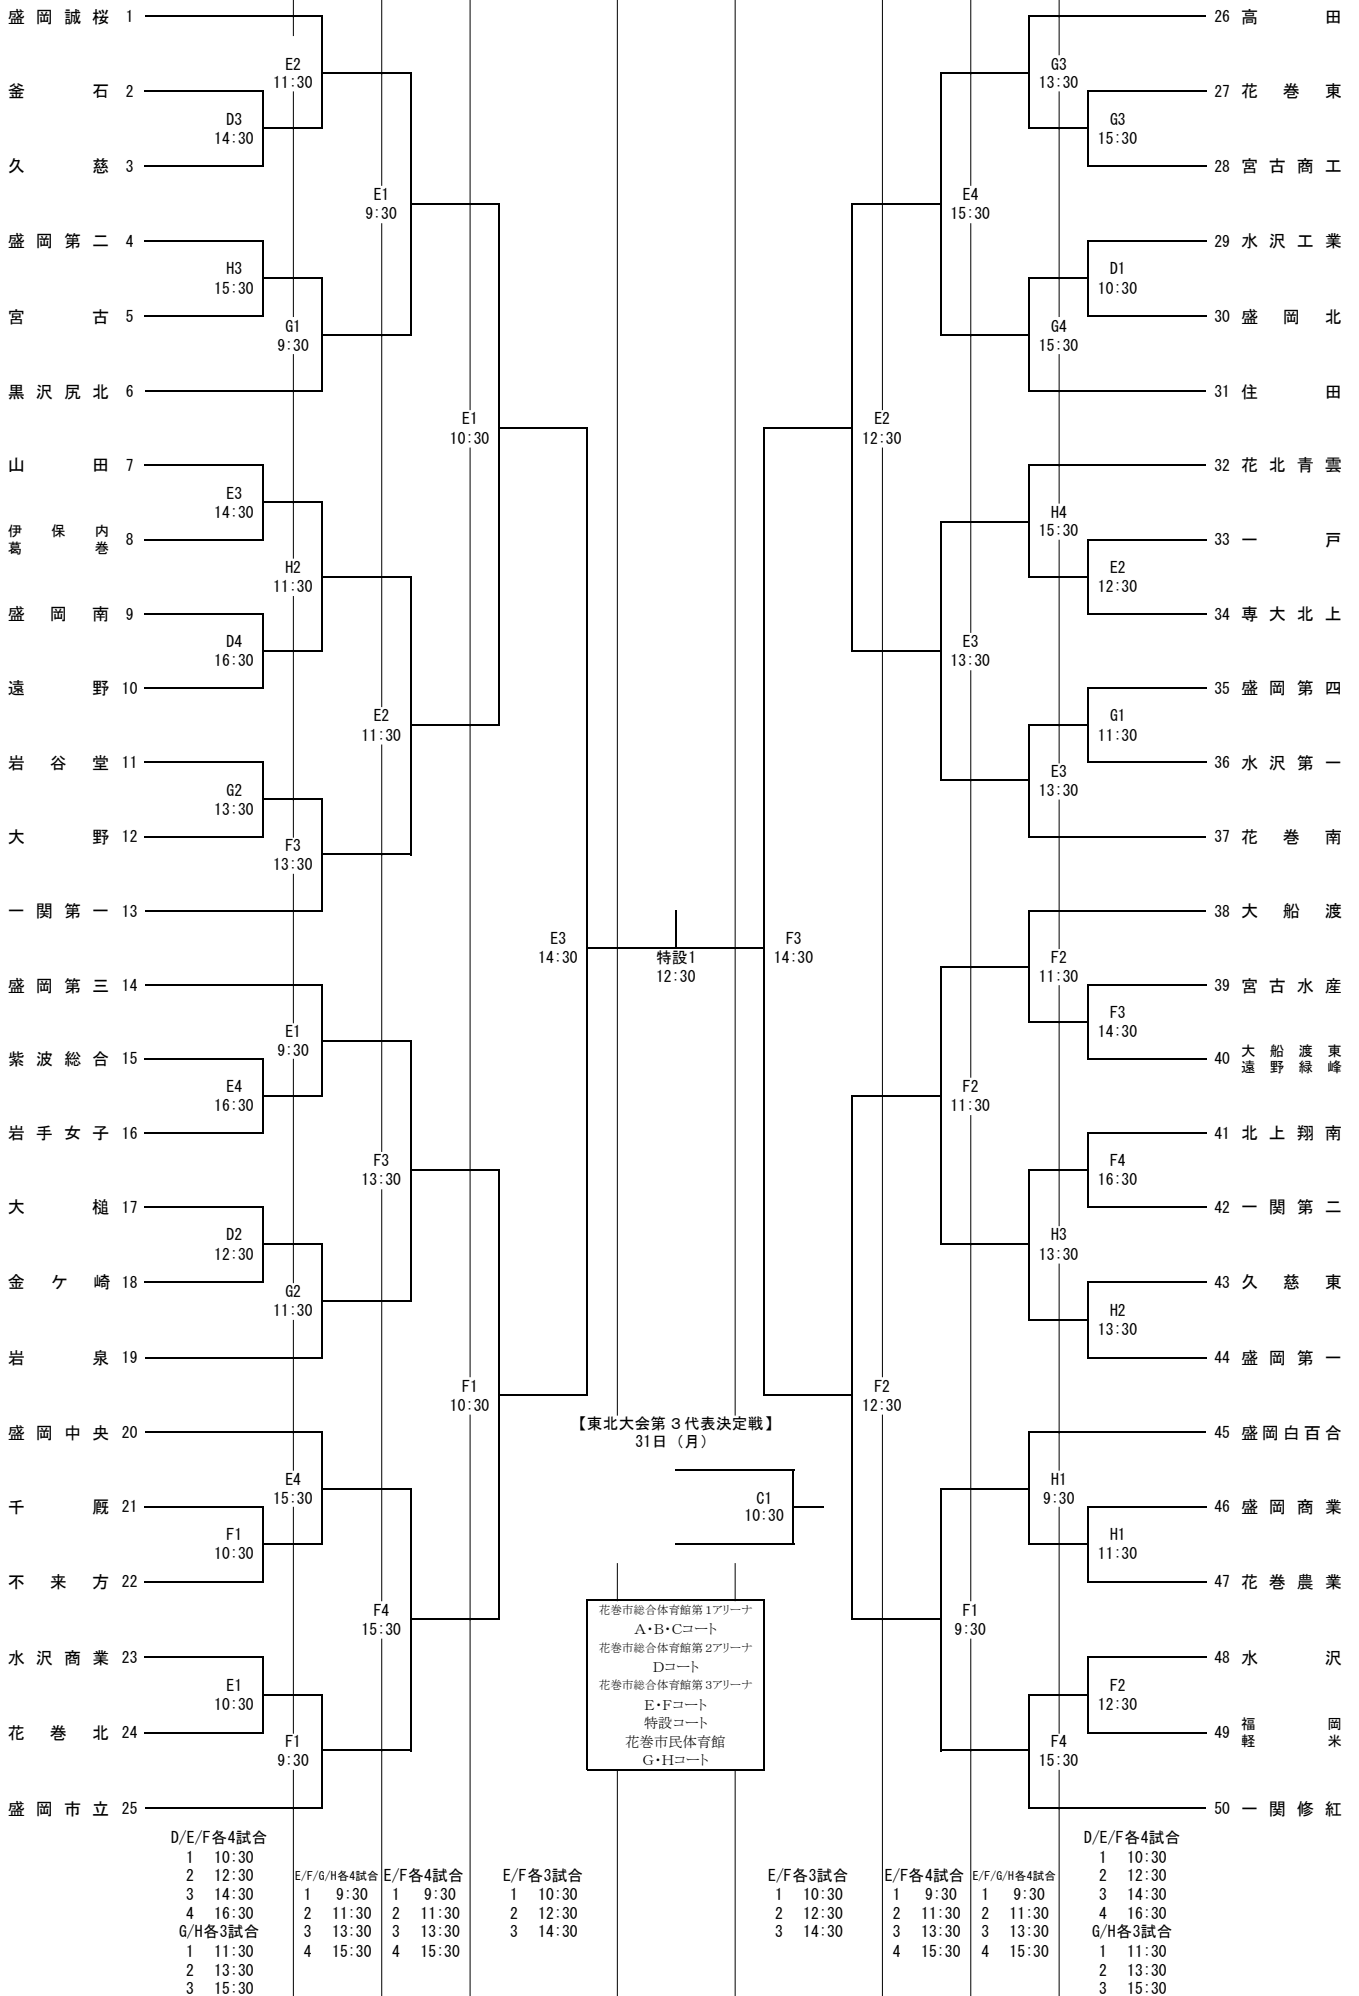 盛岡誠桜 1
釜石 2
久慈 3
盛岡第二 4
宮古 5
黒沢尻北 6
山田 7
伊保内
葛巻 8
盛岡南 9
遠野 10
岩谷堂 11
大野 12
一関第一 13
盛岡第三 14
紫波総合 15
岩手女子 16
大槌 17
金ケ崎 18
岩泉 19
盛岡中央 20
千厩 21
不来方 22
水沢商業 23
花巻北 24
盛岡市立 25
D3
14:30
H3
15:30
E3
14:30
D4
16:30
G2
13:30
E4
16:30
D2
12:30
F1
10:30
E1
10:30
E2
11:30
G1
9:30
H2
11:30
F3
13:30
E1
9:30
G2
11:30
E4
15:30
F1
9:30
E1
9:30
E2
11:30
F3
13:30
F4
15:30
E1
10:30
F1
10:30
E3
14:30
特設1
12:30
F3
14:30
【東北大会第3代表決定戦】
31日（月）
C1
10:30
花巻市総合体育館第1アリーナ
A・B・Cコート
花巻市総合体育館第2アリーナ
Dコート
花巻市総合体育館第3アリーナ
E・Fコート
特設コート
花巻市民体育館
G・Hコート
E2
12:30
F2
12:30
E4
15:30
E3
13:30
F2
11:30
F1
9:30
G3
13:30
G4
15:30
H4
15:30
E3
13:30
F2
11:30
H3
13:30
H1
9:30
F4
15:30
G3
15:30
D1
10:30
E2
12:30
G1
11:30
F3
14:30
F4
16:30
H2
13:30
H1
11:30
F2
12:30
26 高田
27 花巻東
28 宮古商工
29 水沢工業
30 盛岡北
31 住田
32 花北青雲
33 一戸
34 専大北上
35 盛岡第四
36 水沢第一
37 花巻南
38 大船渡
39 宮古水産
40 大船渡東
遠野緑峰
41 北上翔南
42 一関第二
43 久慈東
44 盛岡第一
45 盛岡白百合
46 盛岡商業
47 花巻農業
48 水沢
49 福岡
軽米
50 一関修紅
D/E/F各4試合
1 10:30
2 12:30
3 14:30
4 16:30
G/H各3試合
1 11:30
2 13:30
3 15:30
E/F/G/H各4試合
1 9:30
2 11:30
3 13:30
4 15:30
E/F各4試合
1 9:30
2 11:30
3 13:30
4 15:30
E/F各3試合
1 10:30
2 12:30
3 14:30
E/F各3試合
1 10:30
2 12:30
3 14:30
E/F各4試合
1 9:30
2 11:30
3 13:30
4 15:30
E/F/G/H各4試合
1 9:30
2 11:30
3 13:30
4 15:30
D/E/F各4試合
1 10:30
2 12:30
3 14:30
4 16:30
G/H各3試合
1 11:30
2 13:30
3 15:30